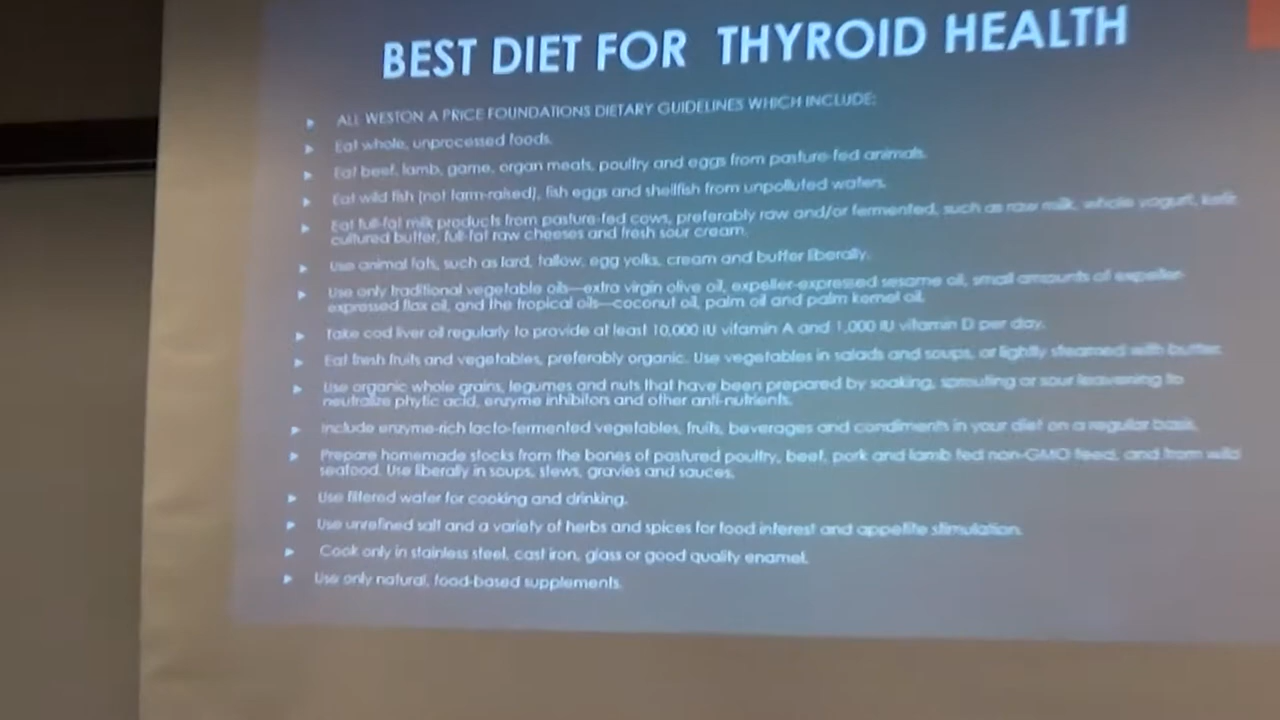 BEST DIET FOR THYROID HEALTH
ALL WESTON A PRICE FOUNDATIONS DIETARY GUIDELINES WHICH INCLUDE:
Eat whole, unprocessed foods.
Eat beef, lamb, game, organ meats, poultry and eggs from pasture-fed animals.
Eat wild fish (not farm-raised), fish eggs and shellfish from unpolluted waters.
Eat full-fat milk products from pasture-fed cows, preferably raw and/or fermented, such as raw milk, whole yogurt, kefir
cultured butter, full-fat raw cheeses and fresh sour cream.
Use animal fats, such as lard, tallow, egg yolks, cream and butter liberally.
Use only traditional vegetable oils—extra virgin olive oil, expeller-expressed sesame oil, small amounts of expeller-
expressed flax oil, and the tropical oils—coconut oil, palm oil and palm kernel oil.
Take cod liver oil regularly to provide at least 10,000 IU vitamin A and 1,000 IU vitamin D per day.
Eat fresh fruits and vegetables, preferably organic. Use vegetables in salads and soups, or lightly steamed with butter.
Use organic whole grains, legumes and nuts that have been prepared by soaking, sprouting or sour leavening to
neutralize phytic acid, enzyme inhibitors and other anti-nutrients.
Include enzyme-rich lacto-fermented vegetables, fruits, beverages and condiments in your diet on a regular basis.
Prepare homemade stocks from the bones of pastured poultry, beef, pork and lamb fed non-GMO feed, and from wild
seafood. Use liberally in soups, stews, gravies and sauces.
Use filtered water for cooking and drinking.
Use unrefined salt and a variety of herbs and spices for food interest and appetite stimulation.
Cook only in stainless steel, cast iron, glass or good quality enamel.
Use only natural, food-based supplements.